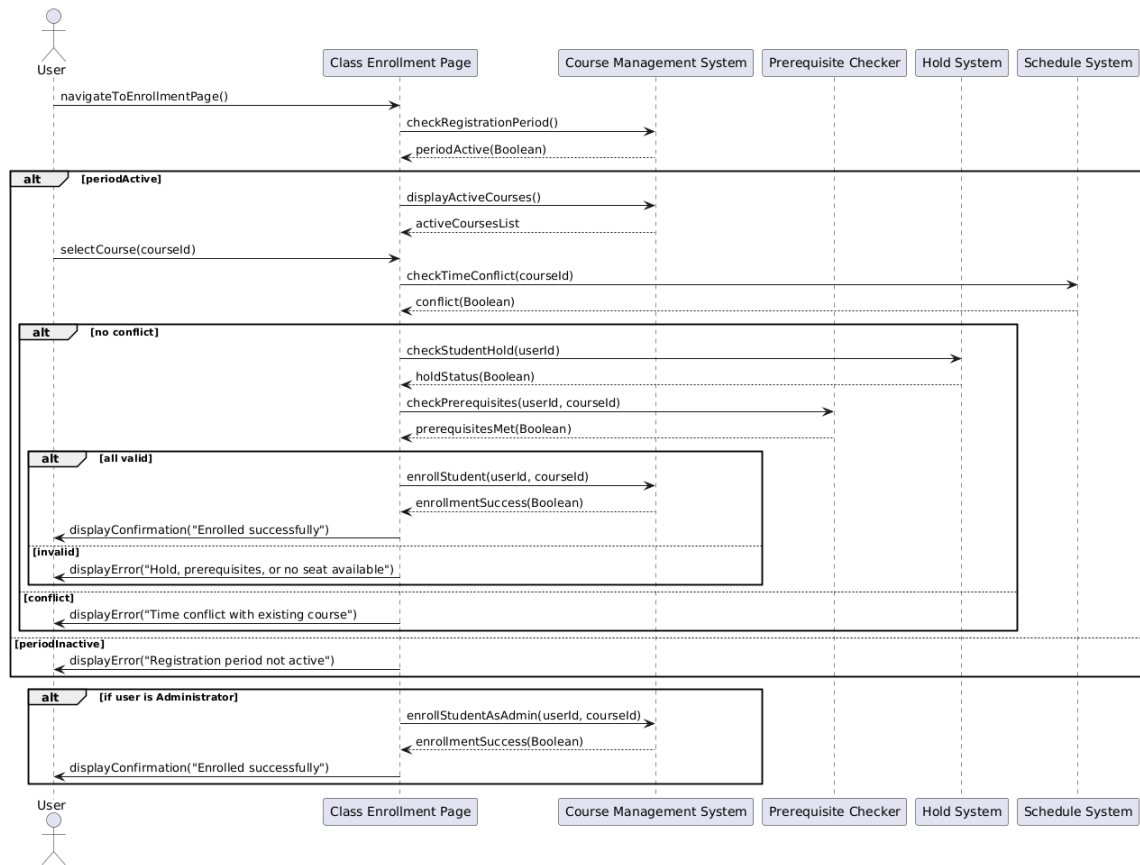 User
Class Enrollment Page
Course Management System
Prerequisite Checker
Hold System
Schedule System
navigateToEnrollmentPage()
checkRegistrationPeriod()
periodActive(Boolean)
alt [periodActive]
displayActiveCourses()
activeCoursesList
selectCourse(courseId)
checkTimeConflict(courseId)
conflict(Boolean)
alt [no conflict]
checkStudentHold(userId)
holdStatus(Boolean)
checkPrerequisites(userId, courseId)
prerequisitesMet(Boolean)
alt [all valid]
enrollStudent(userId, courseId)
enrollmentSuccess(Boolean)
displayConfirmation("Enrolled successfully")
[invalid]
displayError("Hold, prerequisites, or no seat available")
[conflict]
displayError("Time conflict with existing course")
[periodInactive]
displayError("Registration period not active")
alt [if user is Administrator]
enrollStudentAsAdmin(userId, courseId)
enrollmentSuccess(Boolean)
displayConfirmation("Enrolled successfully")
User
Class Enrollment Page
Course Management System
Prerequisite Checker
Hold System
Schedule System